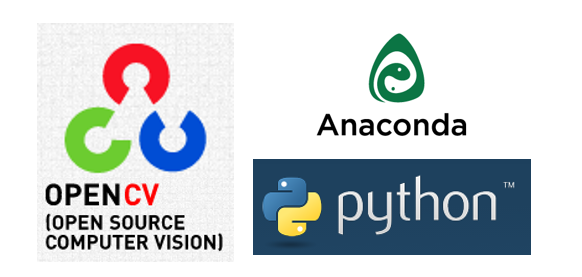 OPENCV
(OPEN SOURCE
COMPUTER VISION)
Anaconda
python™